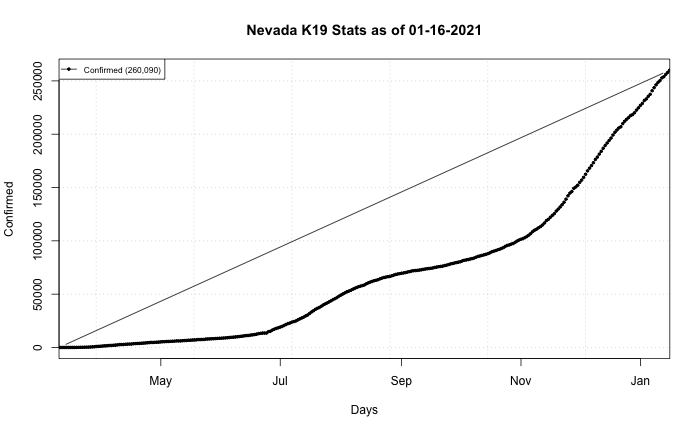 Nevada K19 Stats as of 01-16-2021
Confirmed (260,090)
Confirmed
250000
200000
150000
100000
50000
0
May
Jul
Sep
Nov
Jan
Days